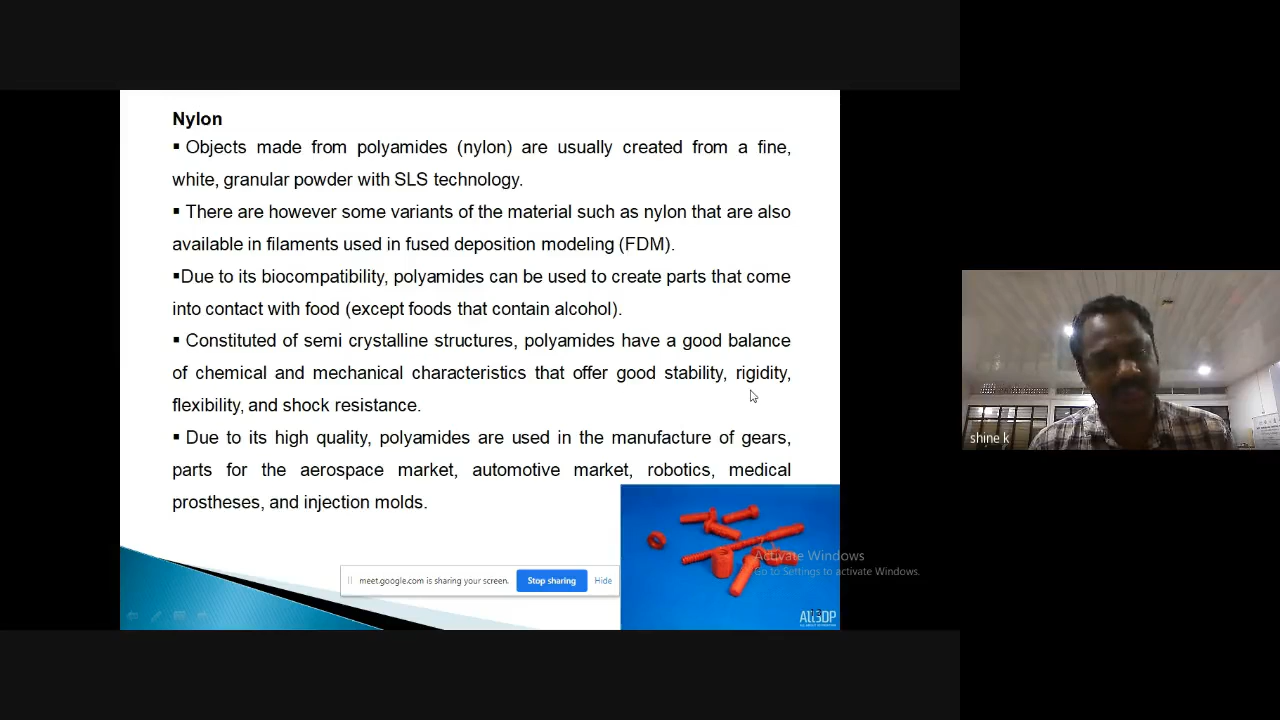 Nylon
▪ Objects made from polyamides (nylon) are usually created from a fine,
white, granular powder with SLS technology.
▪ There are however some variants of the material such as nylon that are also
available in filaments used in fused deposition modeling (FDM).
▪Due to its biocompatibility, polyamides can be used to create parts that come
into contact with food (except foods that contain alcohol).
▪ Constituted of semi crystalline structures, polyamides have a good balance
of chemical and mechanical characteristics that offer good stability, rigidity,
flexibility, and shock resistance.
▪ Due to its high quality, polyamides are used in the manufacture of gears,
parts for the aerospace market, automotive market, robotics, medical
prostheses, and injection molds.
shine k
Activate Windows
Go to Settings to activate Windows.
meet.google.com is sharing your screen. Stop sharing Hide